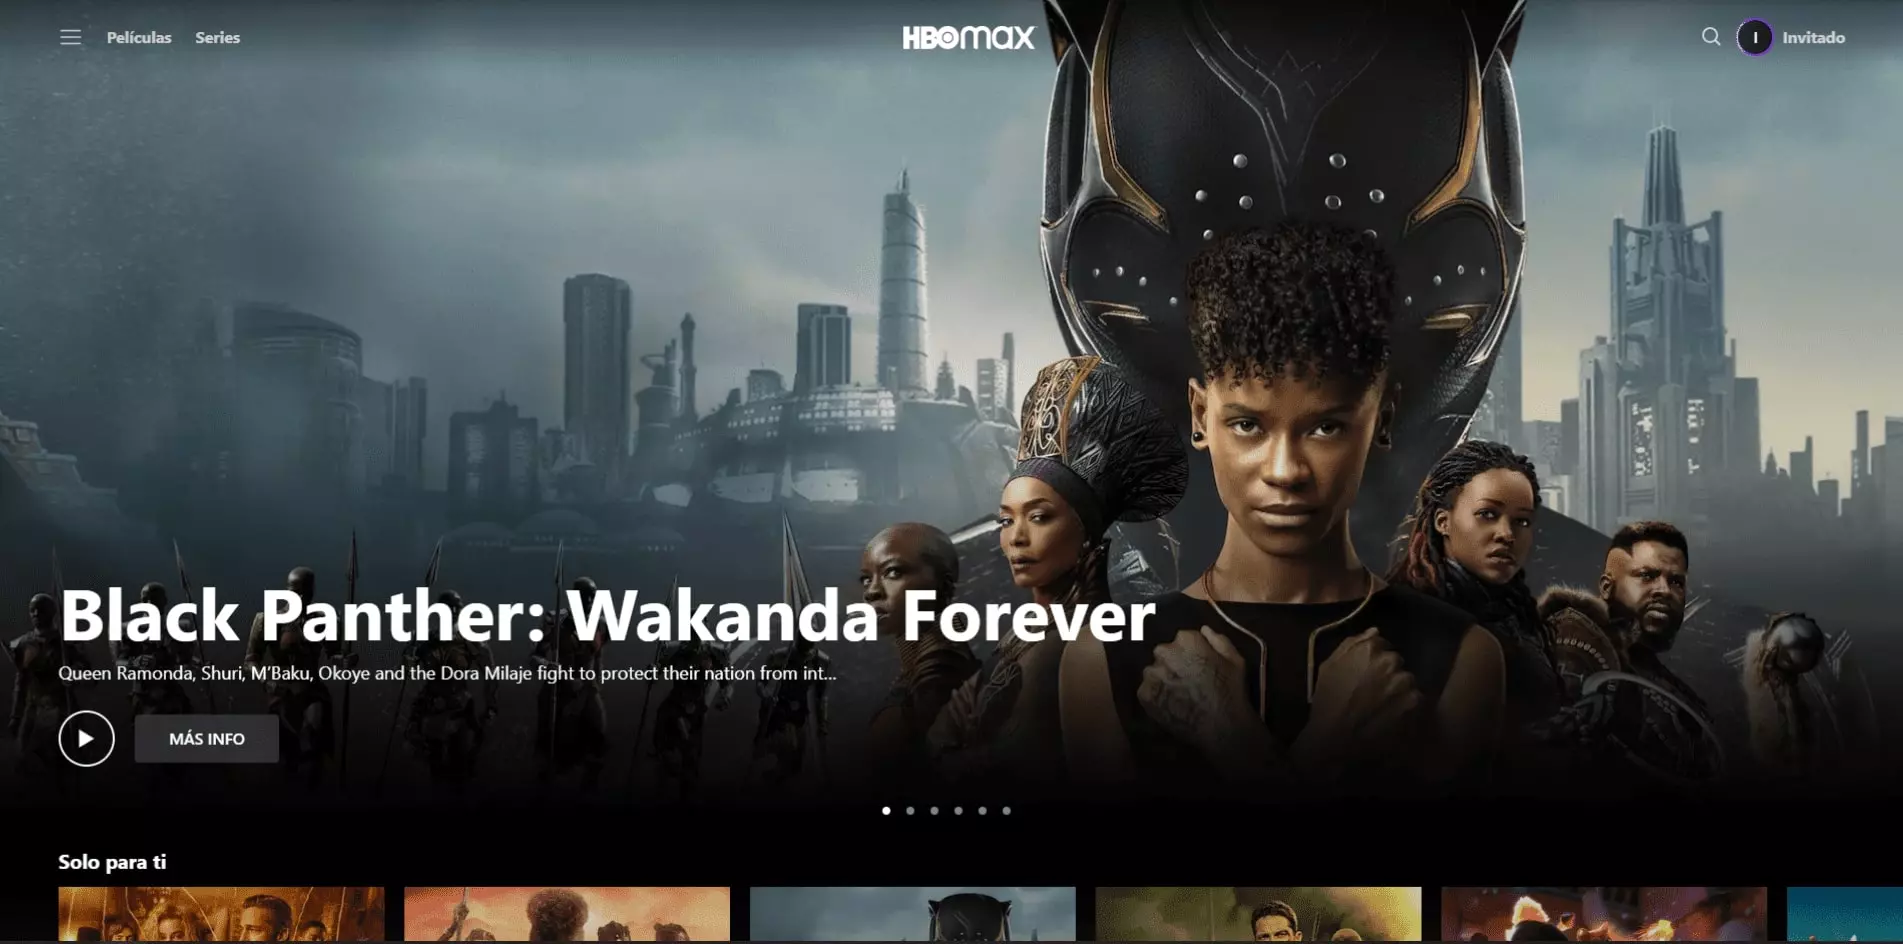 Películas Series HBOmax I Invitado
Black Panther: Wakanda Forever
Queen Ramonda, Shuri, M'Baku, Okoye and the Dora Milaje fight to protect their nation from int...
MÁS INFO
Solo para ti